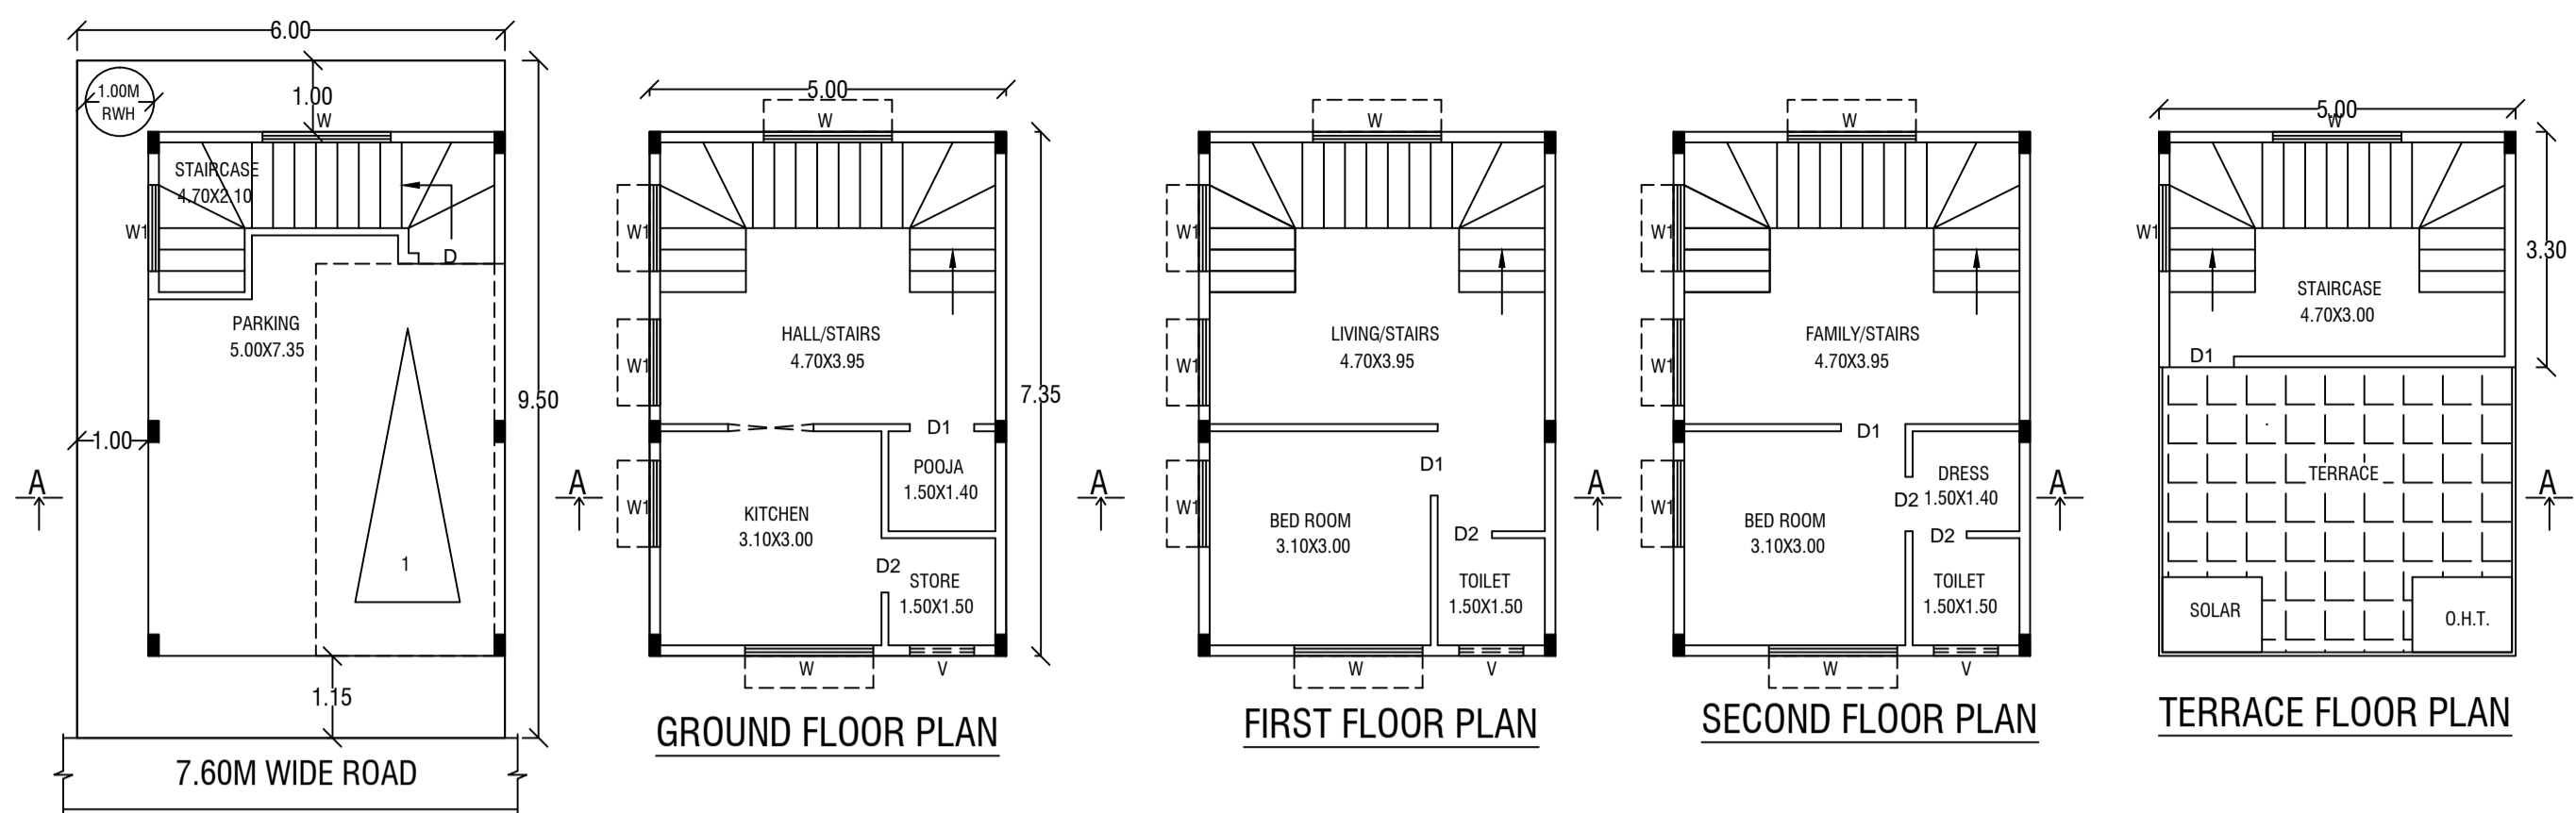 6.00
1.00M
RWH
1.00
W
STAIRCASE
4.70X2.10
W1
D
PARKING
5.00X7.35
9.50
1.00
A
1
1.15
7.60M WIDE ROAD
5.00
W
W1
HALL/STAIRS
4.70X3.95
W1
7.35
D1
POOJA
1.50X1.40
A
W1
KITCHEN
3.10X3.00
D2
STORE
1.50X1.50
W
V
GROUND FLOOR PLAN
W
W1
LIVING/STAIRS
4.70X3.95
W1
D1
A
W1
BED ROOM
3.10X3.00
D2
TOILET
1.50X1.50
W
V
FIRST FLOOR PLAN
W
W1
FAMILY/STAIRS
4.70X3.95
W1
D1
DRESS
1.50X1.40
A
W1
D2
BED ROOM
3.10X3.00
D2
TOILET
1.50X1.50
W
V
SECOND FLOOR PLAN
5.00
W
W1
3.30
STAIRCASE
4.70X3.00
D1
TERRACE
A
A
SOLAR
O.H.T.
TERRACE FLOOR PLAN